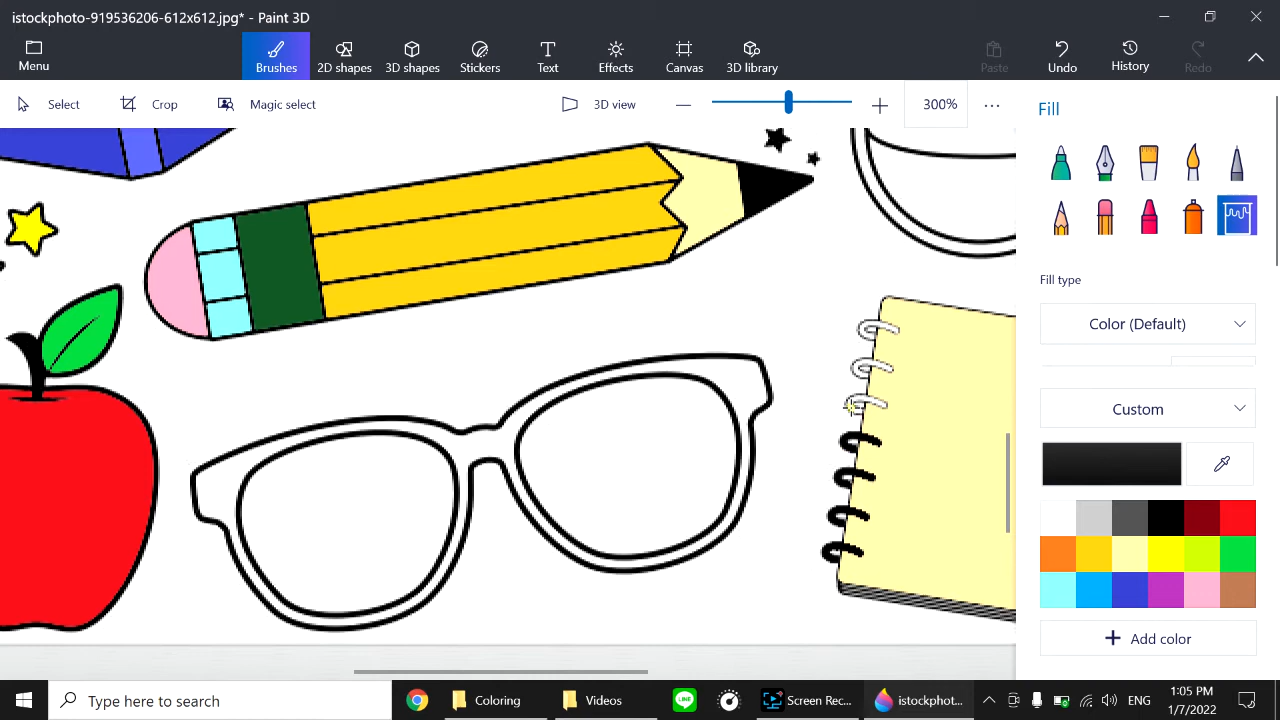 istockphoto-919536206-612x612.jpg* - Paint 3D
Menu
Brushes
2D shapes
3D shapes
Stickers
Text
Effects
Canvas
3D library
Paste
Undo
History
Redo
Select
Crop
Magic select
3D view
300%
Fill
Fill type
Color (Default)
Custom
Add color
Type here to search
Coloring
Videos
LINE
Screen Rec...
istockphot...
ENG
1:05 PM
1/7/2022